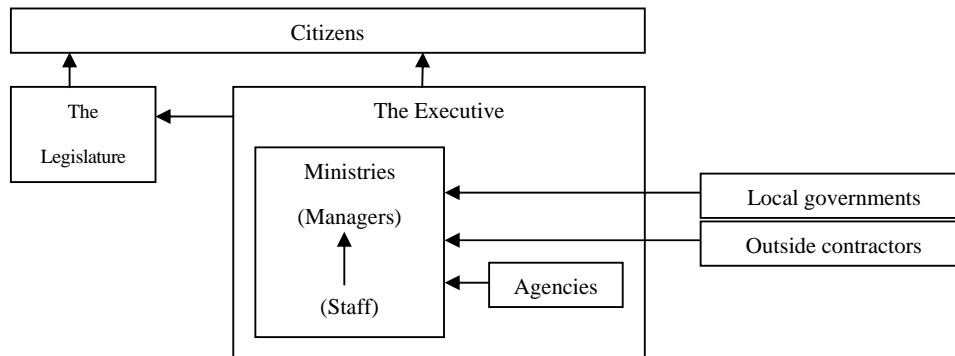 Citizens
The
Legislature
The Executive
Ministries
(Managers)
(Staff)
Agencies
Local governments
Outside contractors